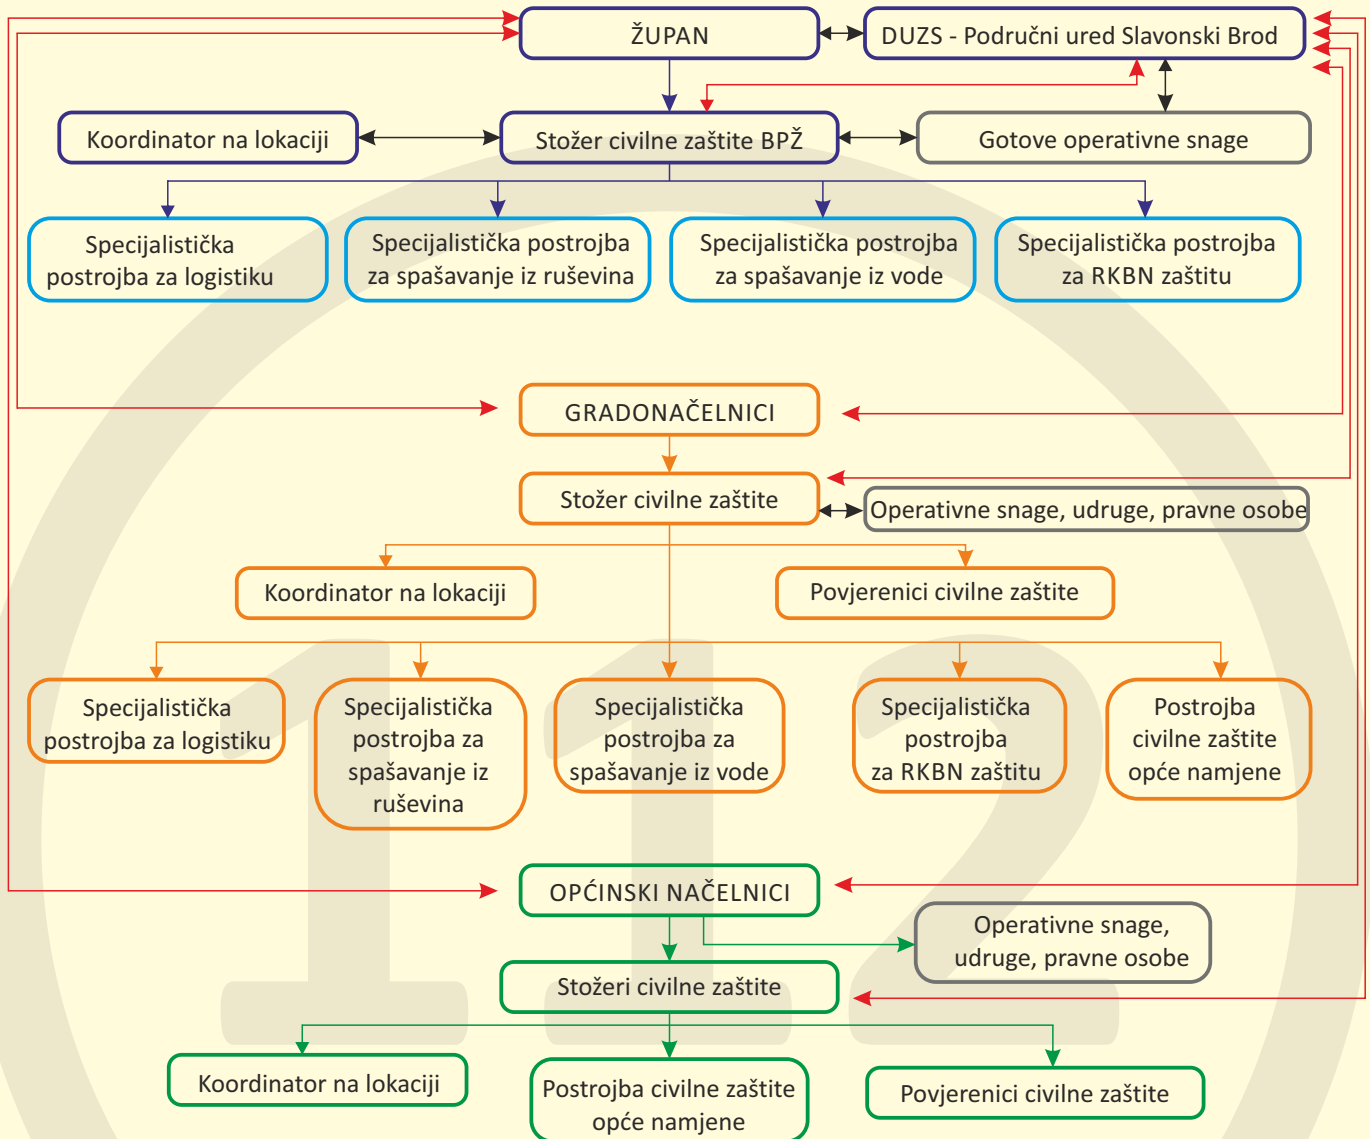 ŽUPAN
DUZS - Područni ured Slavonski Brod
Koordinator na lokaciji
Stožer civilne zaštite BPŽ
Gotove operativne snage
Specijalistička
postrojba za logistiku
Specijalistička postrojba
za spašavanje iz ruševina
Specijalistička postrojba
za spašavanje iz vode
Specijalistička postrojba
za RKBN zaštitu
GRADONAČELNICI
Stožer civilne zaštite
Operativne snage, udruge, pravne osobe
Koordinator na lokaciji
Povjerenici civilne zaštite
Specijalistička
postrojba za logistiku
Specijalistička
postrojba za
spašavanje iz
ruševina
Specijalistička
postrojba za
spašavanje iz vode
Specijalistička
postrojba
za RKBN zaštitu
Postrojba
civilne zaštite
opće namjene
112
OPĆINSKI NAČELNICI
Operativne snage,
udruge, pravne osobe
Stožeri civilne zaštite
Koordinator na lokaciji
Postrojba civilne zaštite
opće namjene
Povjerenici civilne zaštite